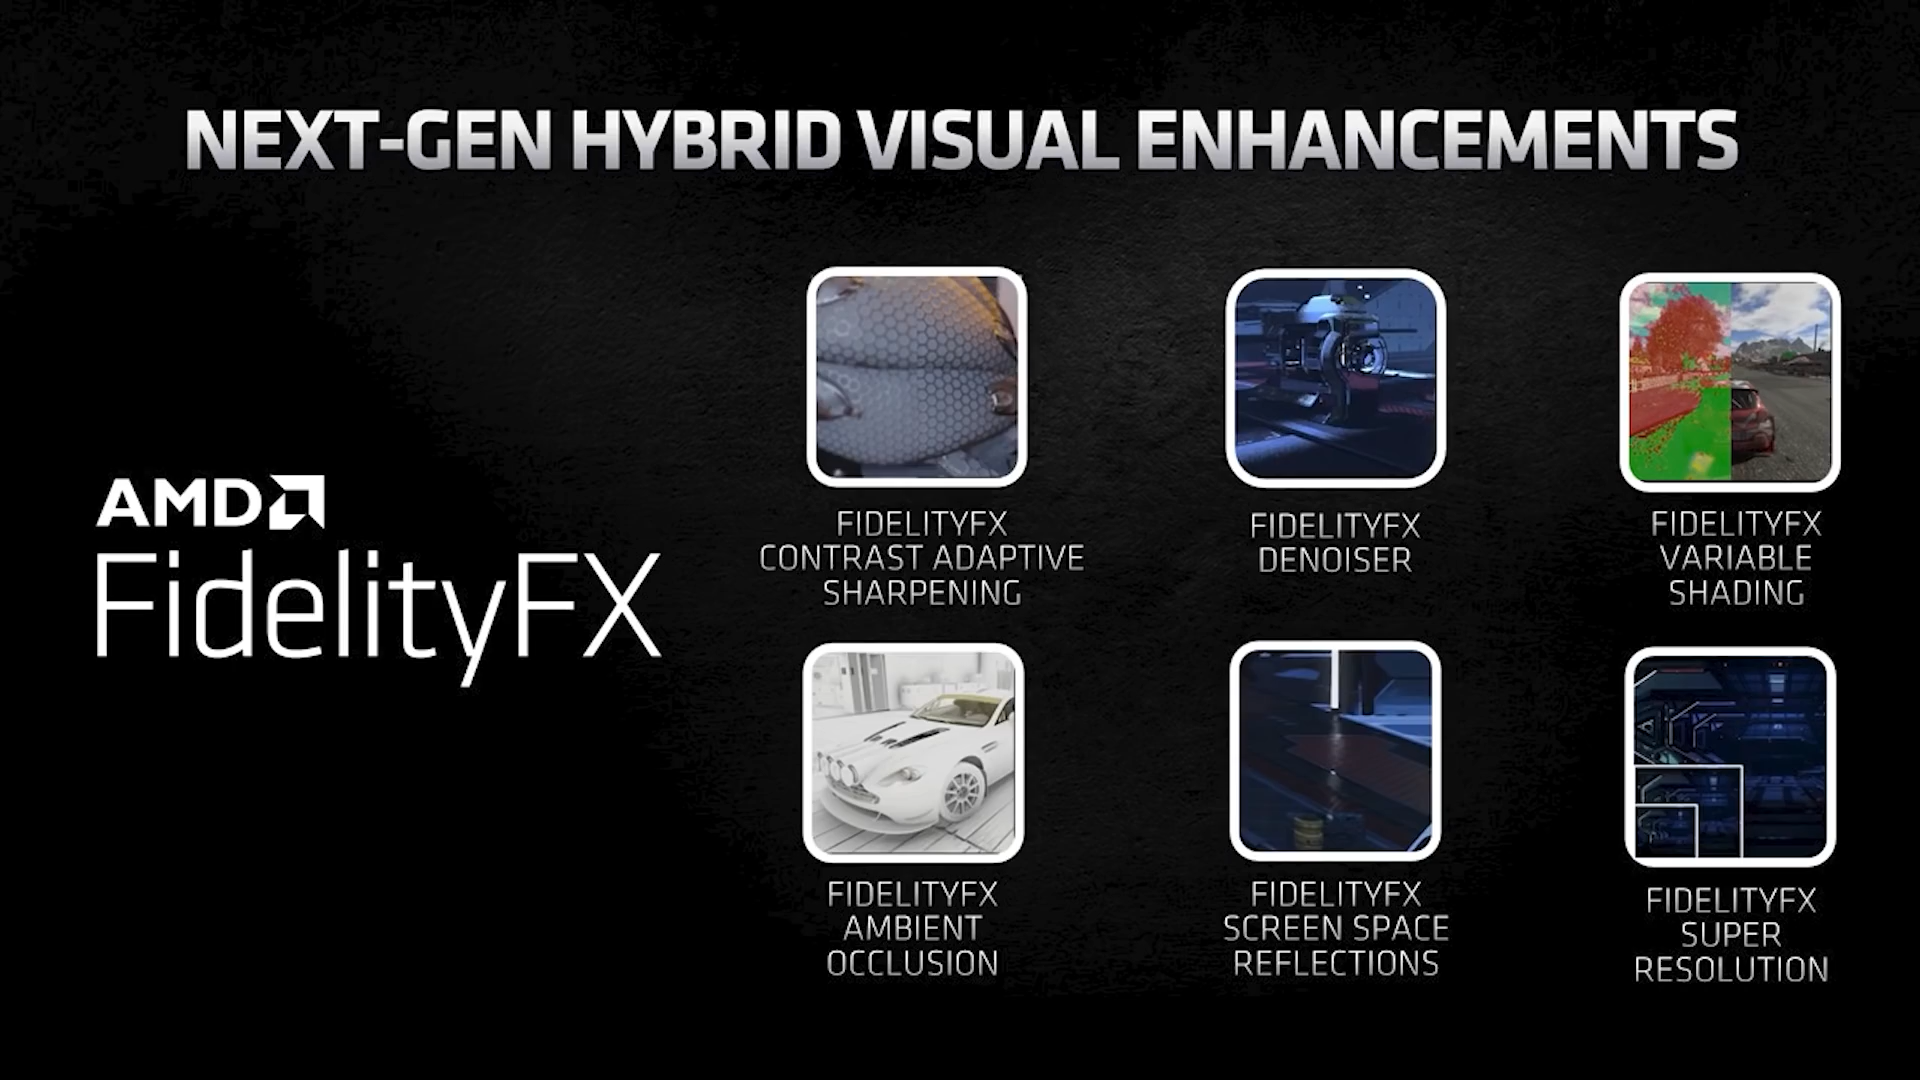 NEXT-GEN HYBRID VISUAL ENHANCEMENTS
AMD
FidelityFX
FIDELITYFX
CONTRAST ADAPTIVE
SHARPENING
FIDELITYFX
DENOISER
FIDELITYFX
VARIABLE
SHADING
FIDELITYFX
AMBIENT
OCCLUSION
FIDELITYFX
SCREEN SPACE
REFLECTIONS
FIDELITYFX
SUPER
RESOLUTION